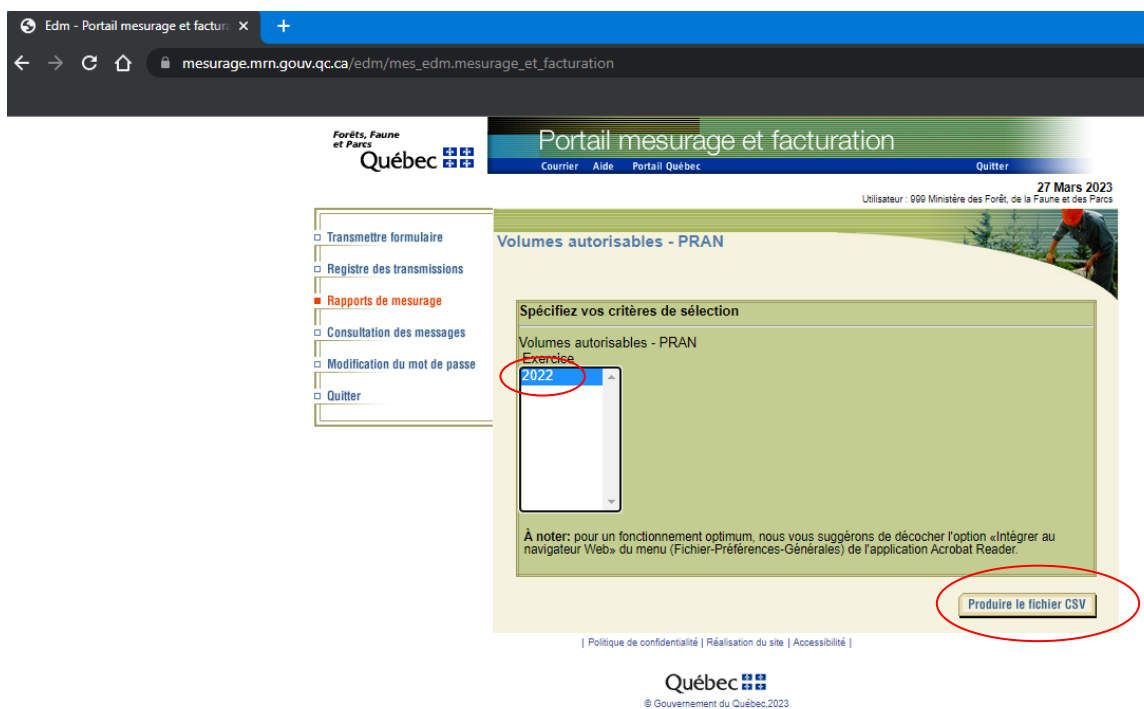 Edm - Portail mesurage et factur
mesurage.mrn.gouv.qc.ca/edm/mes_edm.mesurage_et_facturation
Forêts, Faune
et Parcs
Québec
Portail mesurage et facturation
Courrier Aide Portail Québec Quitter
27 Mars 2023
Utilisateur : 999 Ministère des Forêt, de la Faune et des Parcs
Transmettre formulaire
Registre des transmissions
Rapports de mesurage
Consultation des messages
Modification du mot de passe
Quitter
Volumes autorisables - PRAN
Spécifiez vos critères de sélection
Volumes autorisables - PRAN
Exercise
2022
À noter: pour un fonctionnement optimum, nous vous suggérons de décocher l'option «Intégrer au
navigateur Web» du menu (Fichier-Préférences-Générales) de l'application Acrobat Reader.
Produire le fichier CSV
| Politique de confidentialité | Réalisation du site | Accessibilité |
Québec
© Gouvernement du Québec,2023